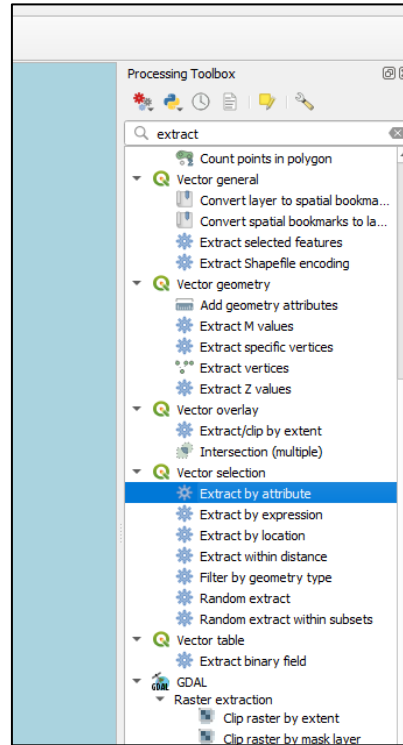 Processing Toolbox
extract
Count points in polygon
Vector general
Convert layer to spatial bookma...
Convert spatial bookmarks to la...
Extract selected features
Extract Shapefile encoding
Vector geometry
Add geometry attributes
Extract M values
Extract specific vertices
Extract vertices
Extract Z values
Vector overlay
Extract/clip by extent
Intersection (multiple)
Vector selection
Extract by attribute
Extract by expression
Extract by location
Extract within distance
Filter by geometry type
Random extract
Random extract within subsets
Vector table
Extract binary field
GDAL GDAL
Raster extraction
Clip raster by extent
Clip raster by mask layer